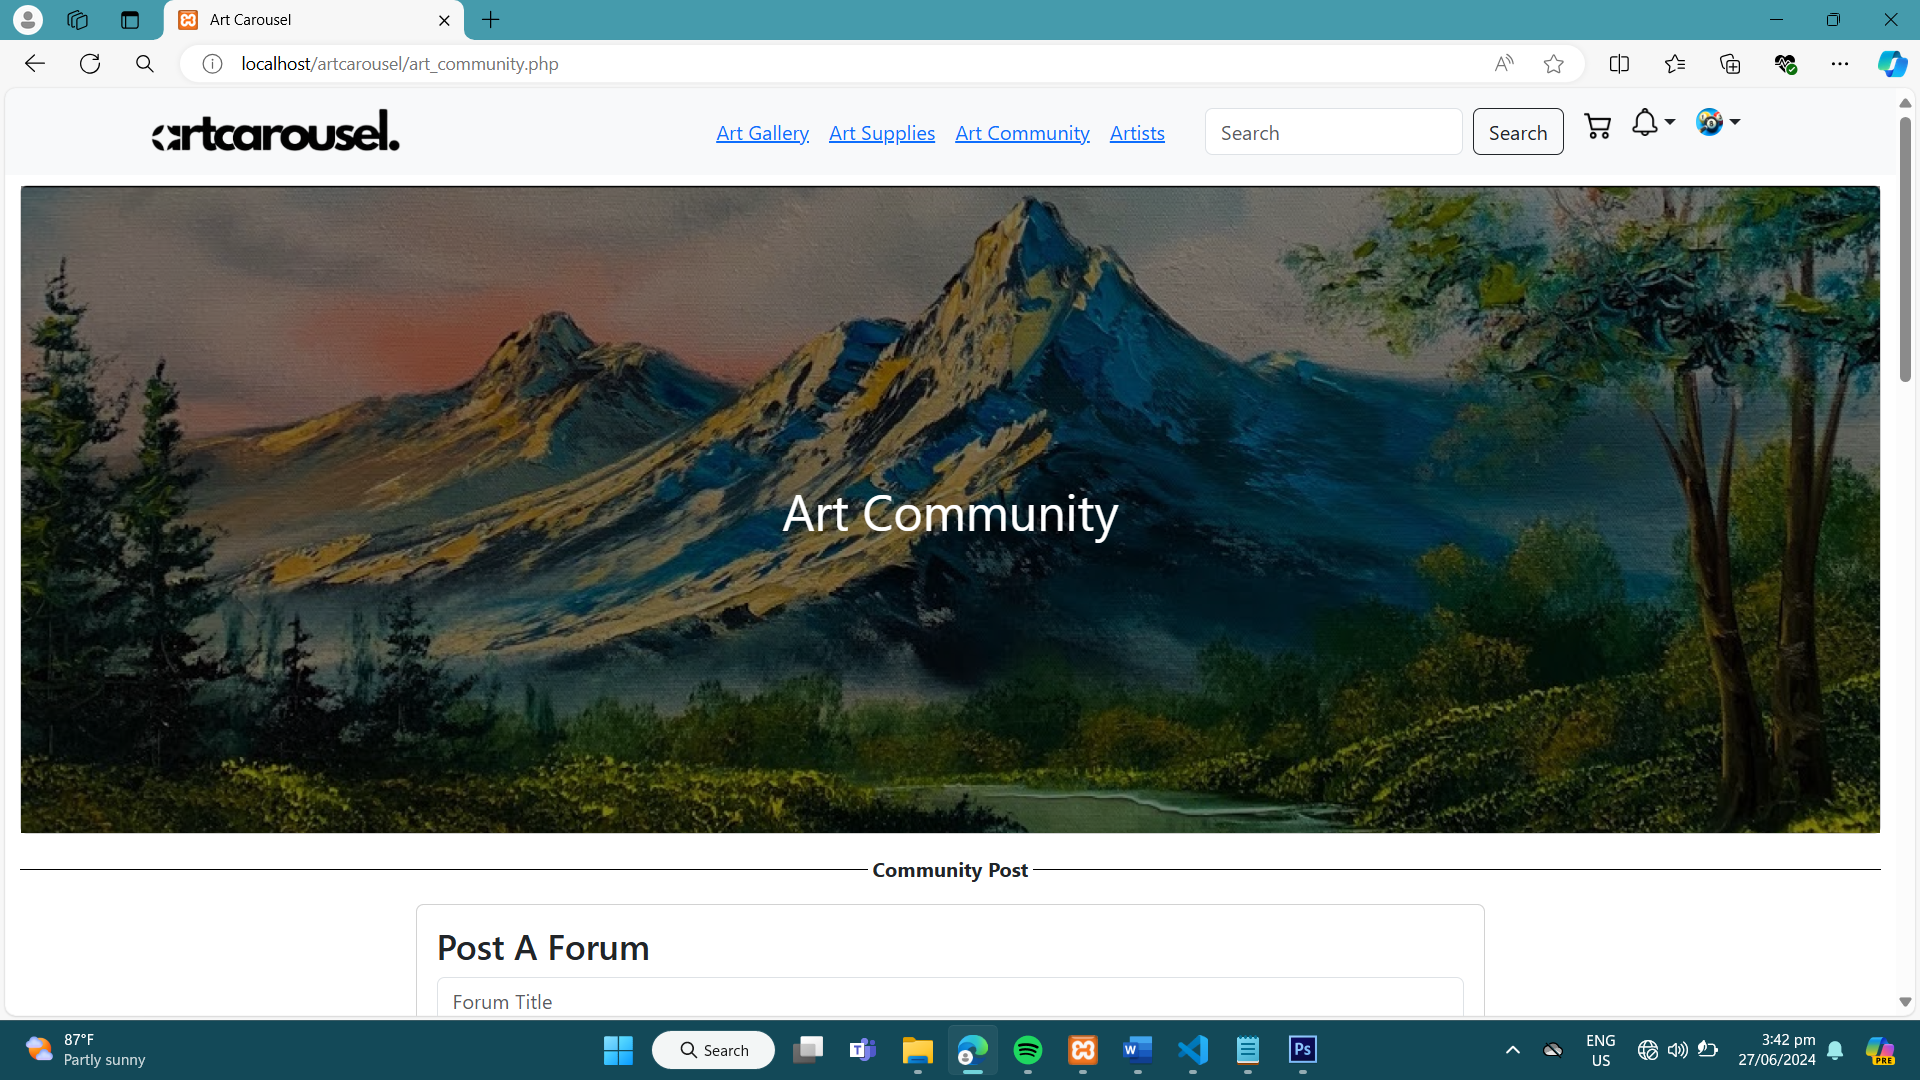 Art Carousel
localhost/artcarousel/art_community.php
artcarousel.
Art Gallery Art Supplies Art Community Artists Search Search
Art Community
Community Post
Post A Forum
Forum Title
87°F
Partly sunny
Search
ENG
US
3:42 pm
27/06/2024
PRE